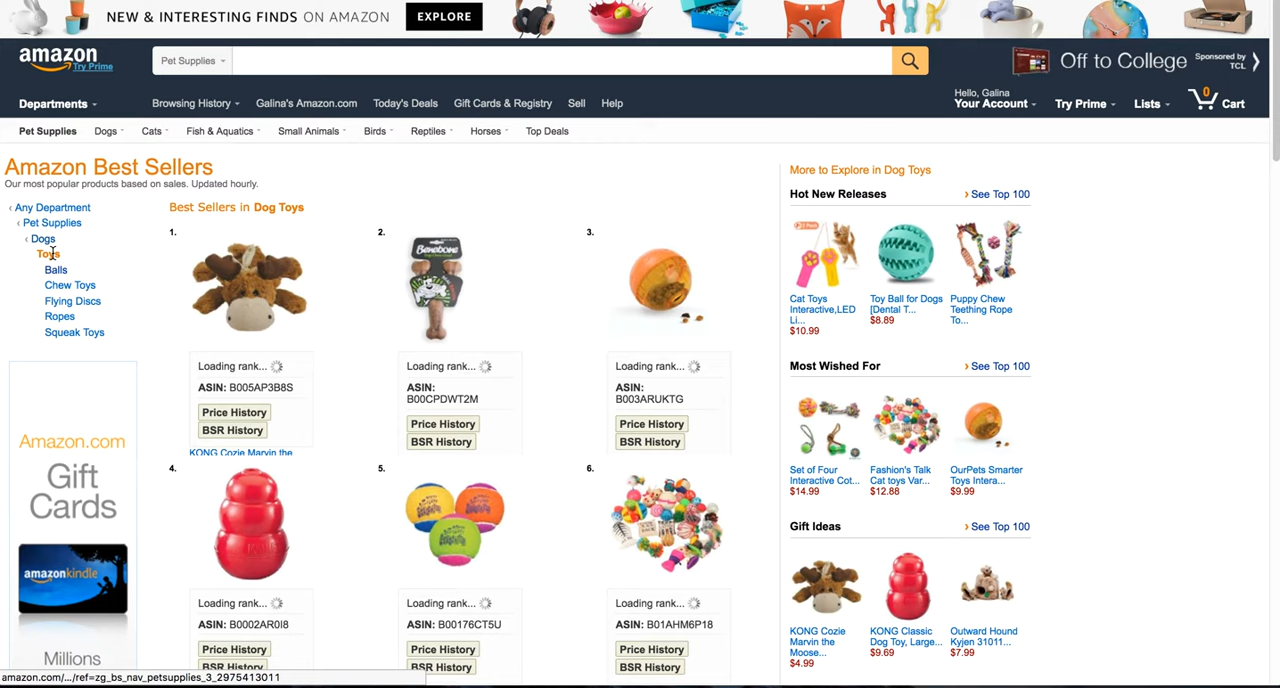 NEW & INTERESTING FINDS ON AMAZON EXPLORE
amazon Try Prime
Pet Supplies
Off to College Sponsored by TCL
Departments Browsing History Galina's Amazon.com Today's Deals Gift Cards & Registry Sell Help
Hello, Galina
Your Account Try Prime Lists 0 Cart
Pet Supplies Dogs Cats Fish & Aquatics Small Animals Birds Reptiles Horses Top Deals
Amazon Best Sellers
Our most popular products based on sales. Updated hourly.
‹ Any Department
‹ Pet Supplies
‹ Dogs
Toys
Balls
Chew Toys
Flying Discs
Ropes
Squeak Toys
Amazon.com
Gift
Cards
amazonkindle
Millions
Best Sellers in Dog Toys
1. 2. 3.
Benebone
Loading rank... Loading rank... Loading rank...
ASIN: B005AP3B8S
ASIN:
B00CPDWT2M
ASIN:
B003ARUKTG
Price History Price History Price History
BSR History BSR History BSR History
KONG Cozie Marvin the
4. 5. 6.
KONG
Loading rank... Loading rank... Loading rank...
ASIN: B0002AR0I8 ASIN: B00176CT5U ASIN: B01AHM6P18
Price History Price History Price History
BSR History BSR History BSR History
More to Explore in Dog Toys
Hot New Releases › See Top 100
Cat Toys
Interactive,LED
Li...
$10.99
Toy Ball for Dogs
[Dental T...
$8.89
Puppy Chew
Teething Rope
To...
Most Wished For › See Top 100
Set of Four
Interactive Cot...
$14.99
Fashion's Talk
Cat toys Var...
$12.88
OurPets Smarter
Toys Intera...
$9.99
Gift Ideas › See Top 100
KONG Cozie
Marvin the
Moose...
$4.99
KONG Classic
Dog Toy, Large...
$9.69
Outward Hound
Kyjen 31011...
$7.99
amazon.com/.../ref=zg_bs_nav_petsupplies_3_2975413011